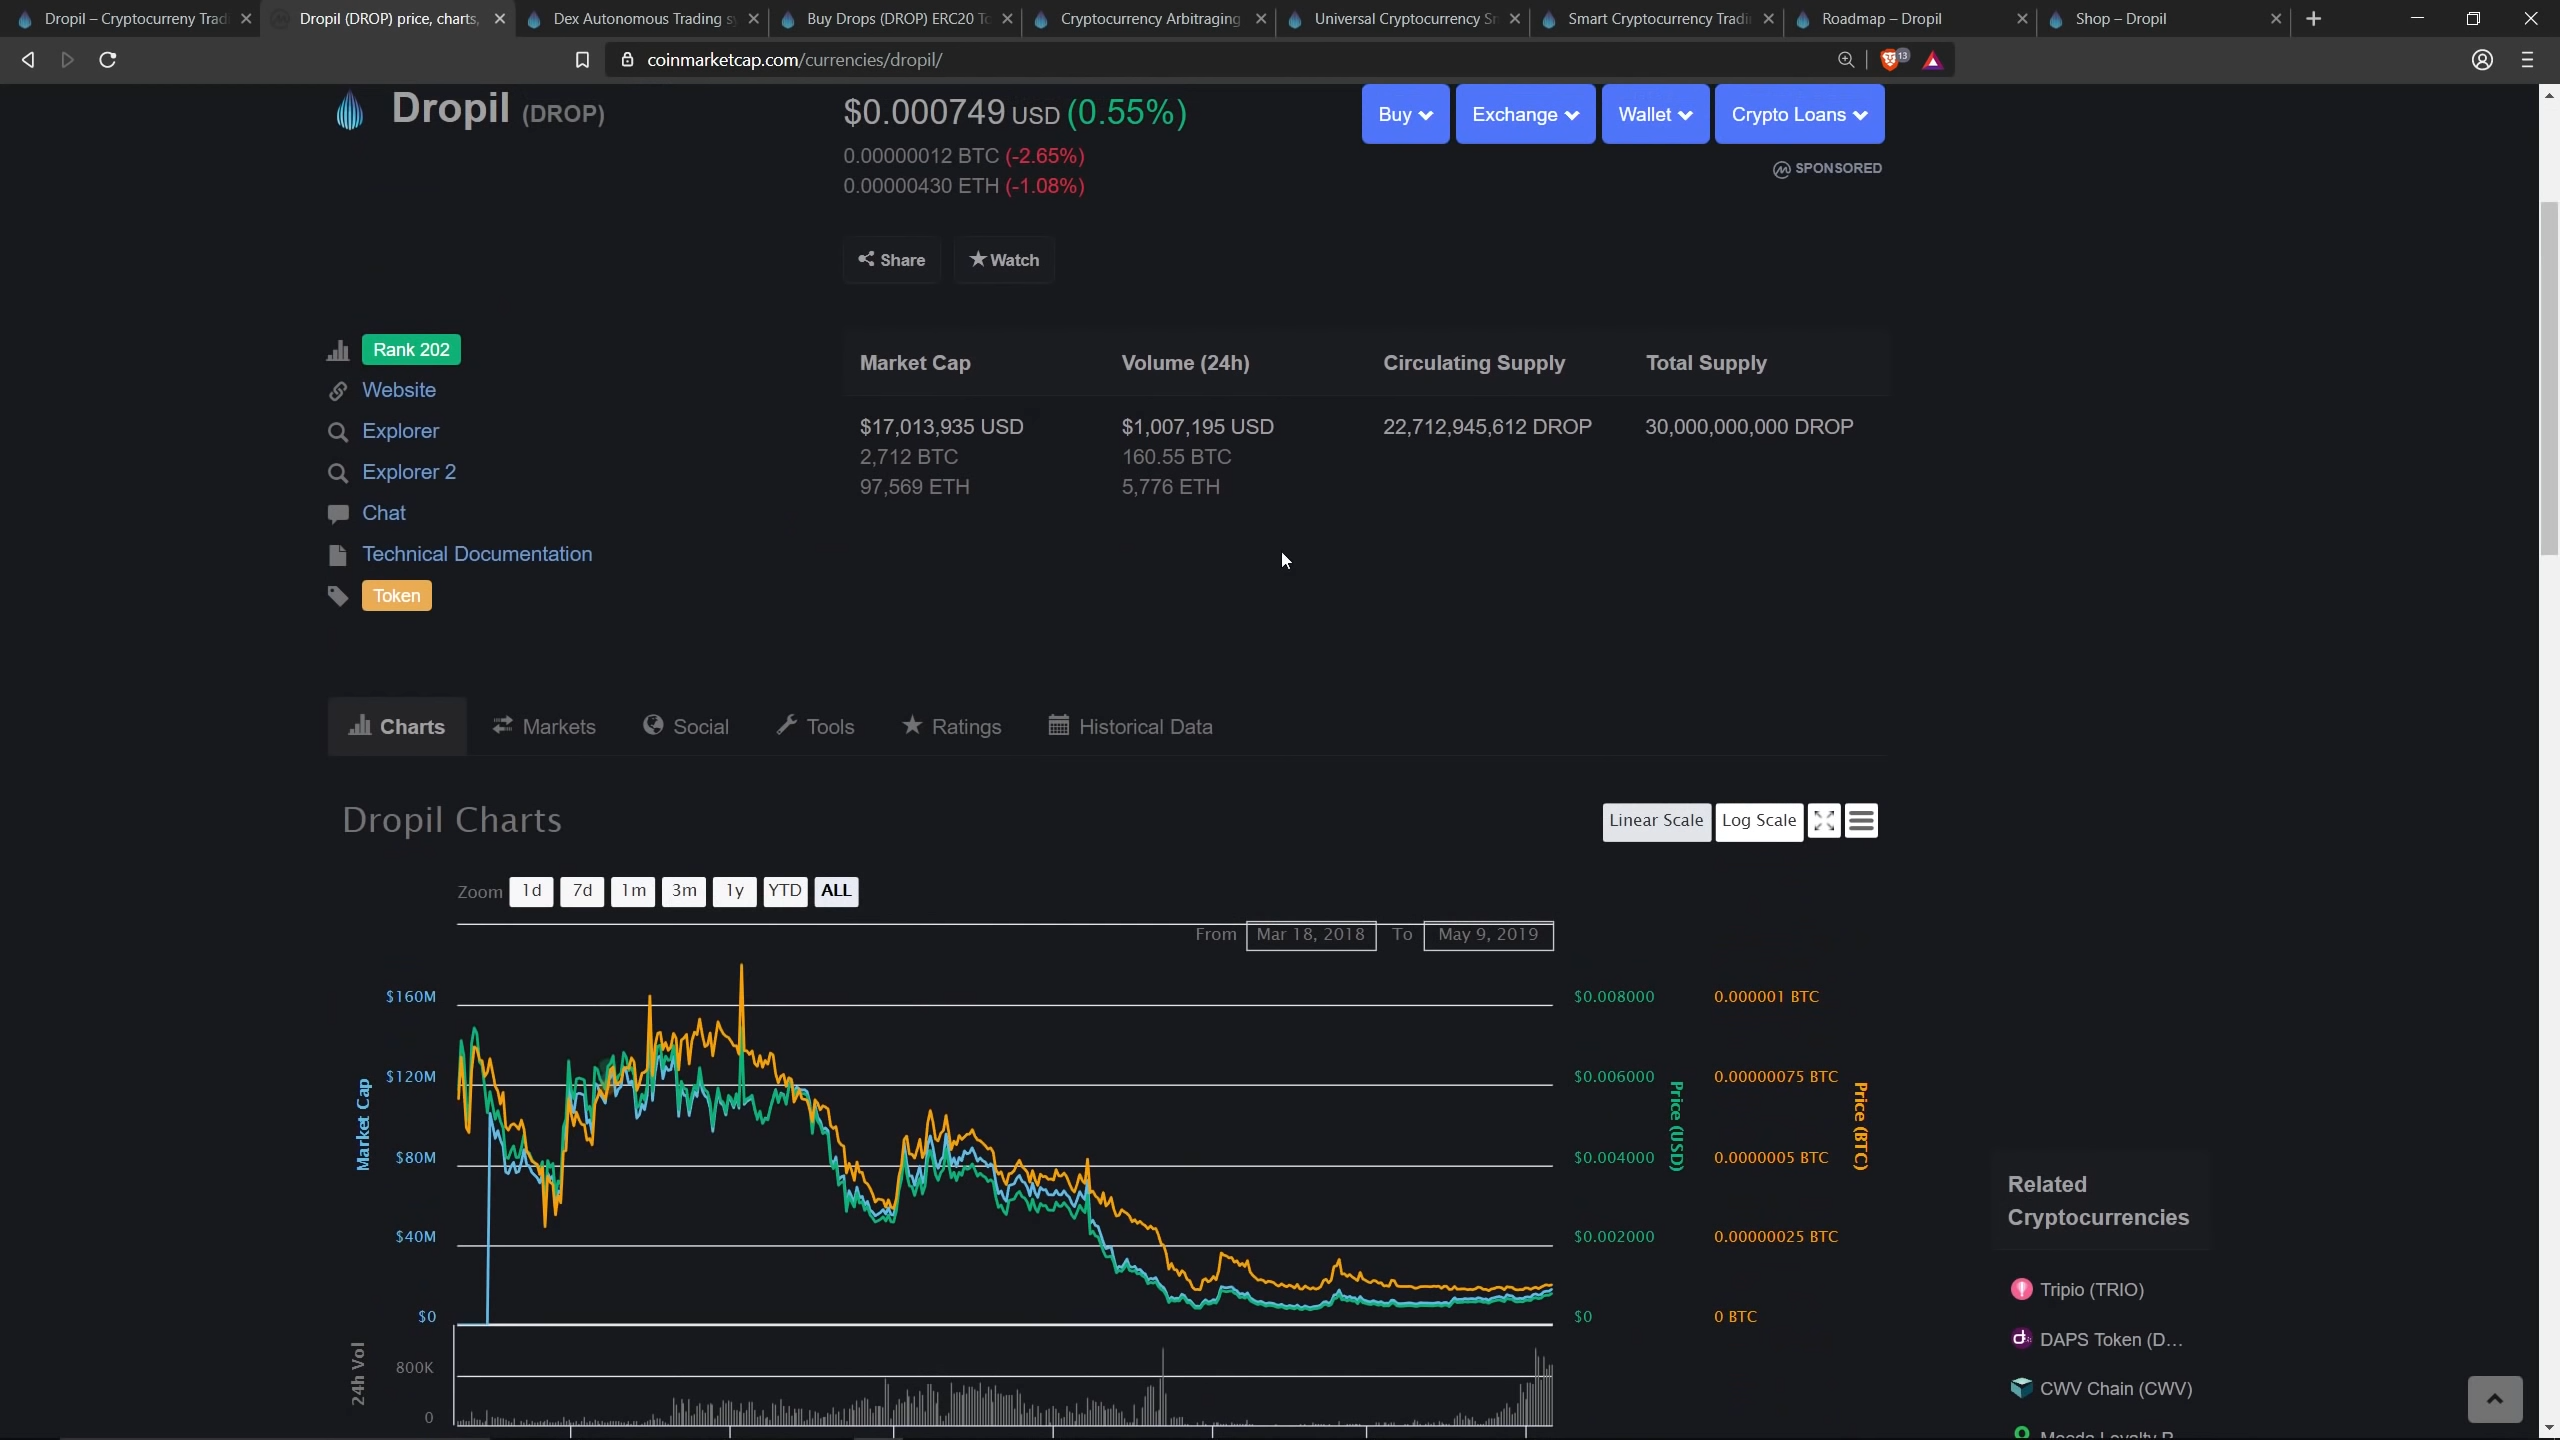 Dropil – Cryptocurreny Tradi
Dropil (DROP) price, charts,
Dex Autonomous Trading sy
Buy Drops (DROP) ERC20 To
Cryptocurrency Arbitraging
Universal Cryptocurrency Sm
Smart Cryptocurrency Tradi
Roadmap – Dropil
Shop – Dropil
coinmarketcap.com/currencies/dropil/
13
Dropil (DROP)
$0.000749 USD (0.55%)
0.00000012 BTC (-2.65%)
0.00000430 ETH (-1.08%)
Buy
Exchange
Wallet
Crypto Loans
SPONSORED
Share
Watch
Rank 202
Website
Explorer
Explorer 2
Chat
Technical Documentation
Token
Market Cap Volume (24h) Circulating Supply Total Supply
$17,013,935 USD $1,007,195 USD 22,712,945,612 DROP 30,000,000,000 DROP
2,712 BTC 160.55 BTC
97,569 ETH 5,776 ETH
Charts Markets Social Tools Ratings Historical Data
Dropil Charts
Linear Scale Log Scale
Zoom 1d 7d 1m 3m 1y YTD ALL
From Mar 18, 2018 To May 9, 2019
$160M $0.008000 0.000001 BTC
$120M $0.006000 0.00000075 BTC
$80M $0.004000 0.0000005 BTC
$40M $0.002000 0.00000025 BTC
$0 $0 0 BTC
Market Cap
Price (USD)
Price (BTC)
24h Vol
800K
0
Related
Cryptocurrencies
Tripio (TRIO)
DAPS Token (D...
CWV Chain (CWV)